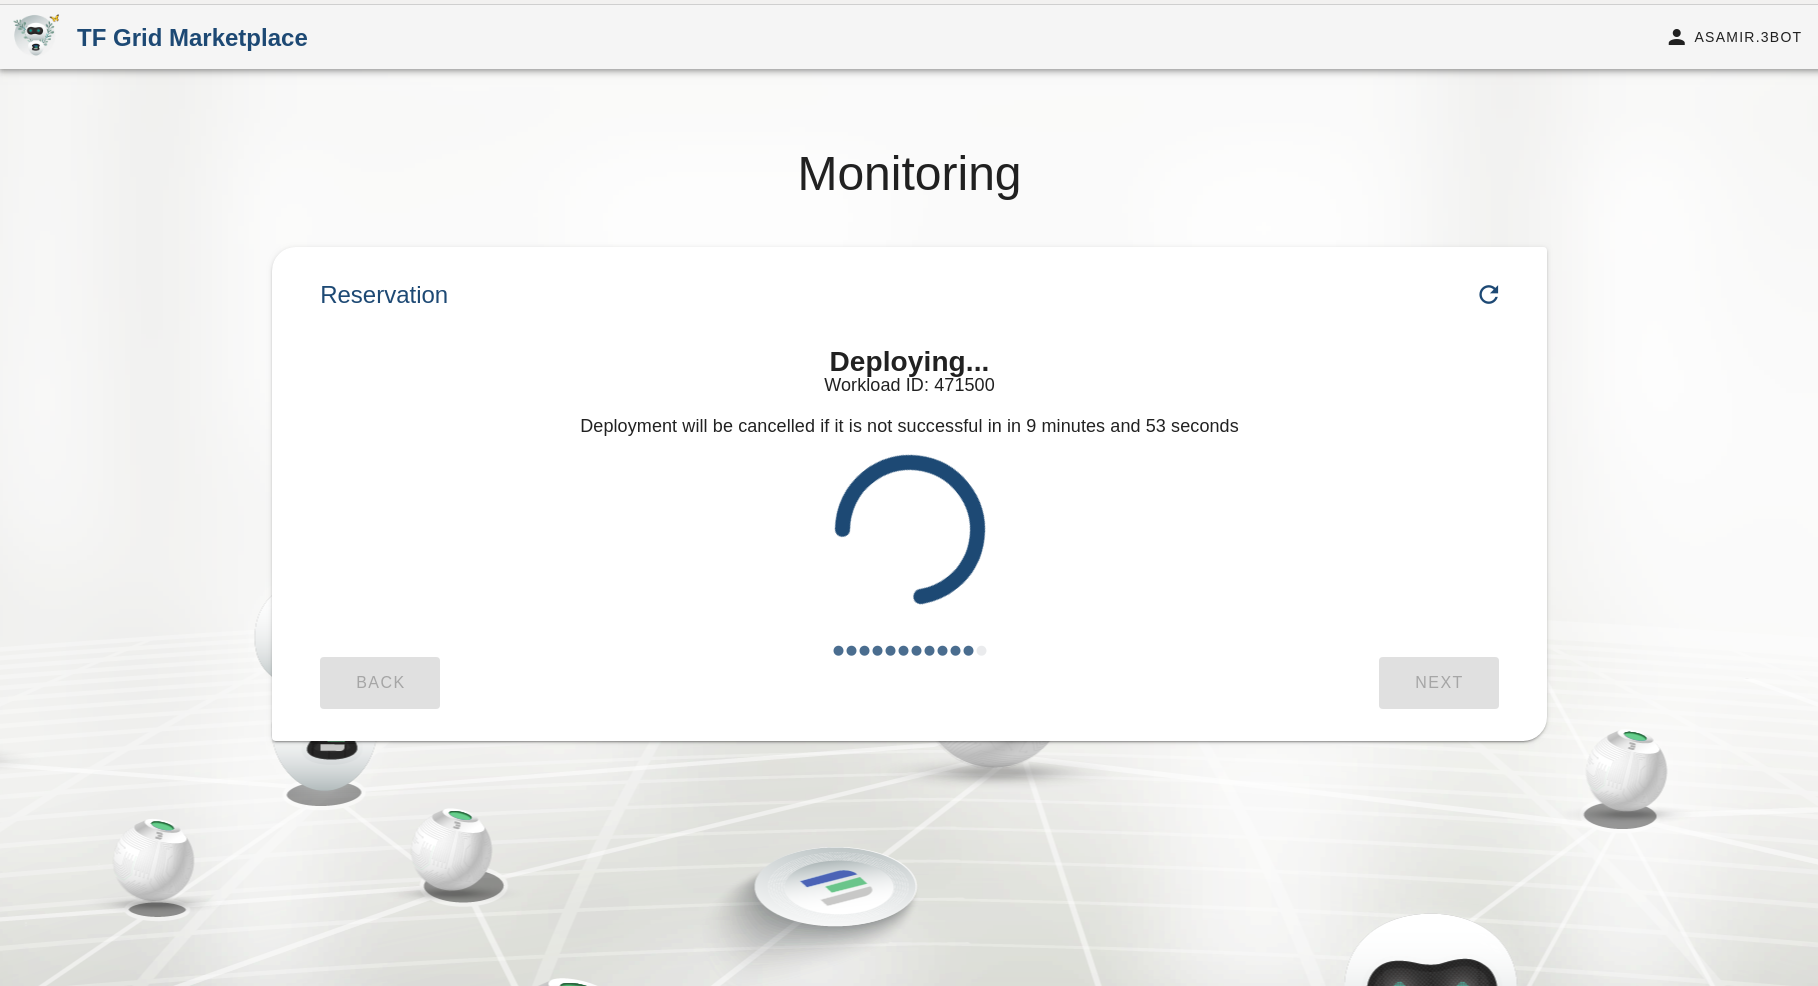 TF Grid Marketplace
ASAMIR.3BOT
Monitoring
Reservation
Deploying...
Workload ID: 471500
Deployment will be cancelled if it is not successful in in 9 minutes and 53 seconds
BACK
NEXT